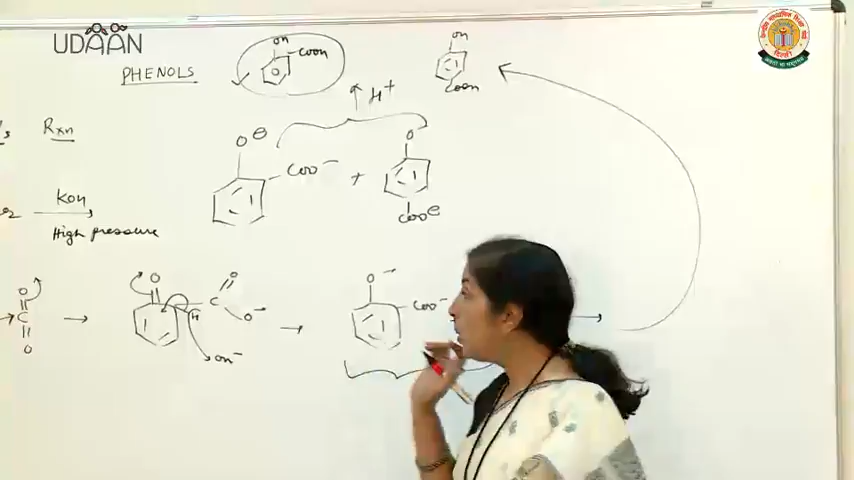 UDAAN
PHENOLS
OH
COOH
OH
COOH
H+
Rxn
O⊖
COO−
+
O
COO⊖
KOH
High pressure
O
C
O
O
H
C
O
O−
OH−
O−
COO−